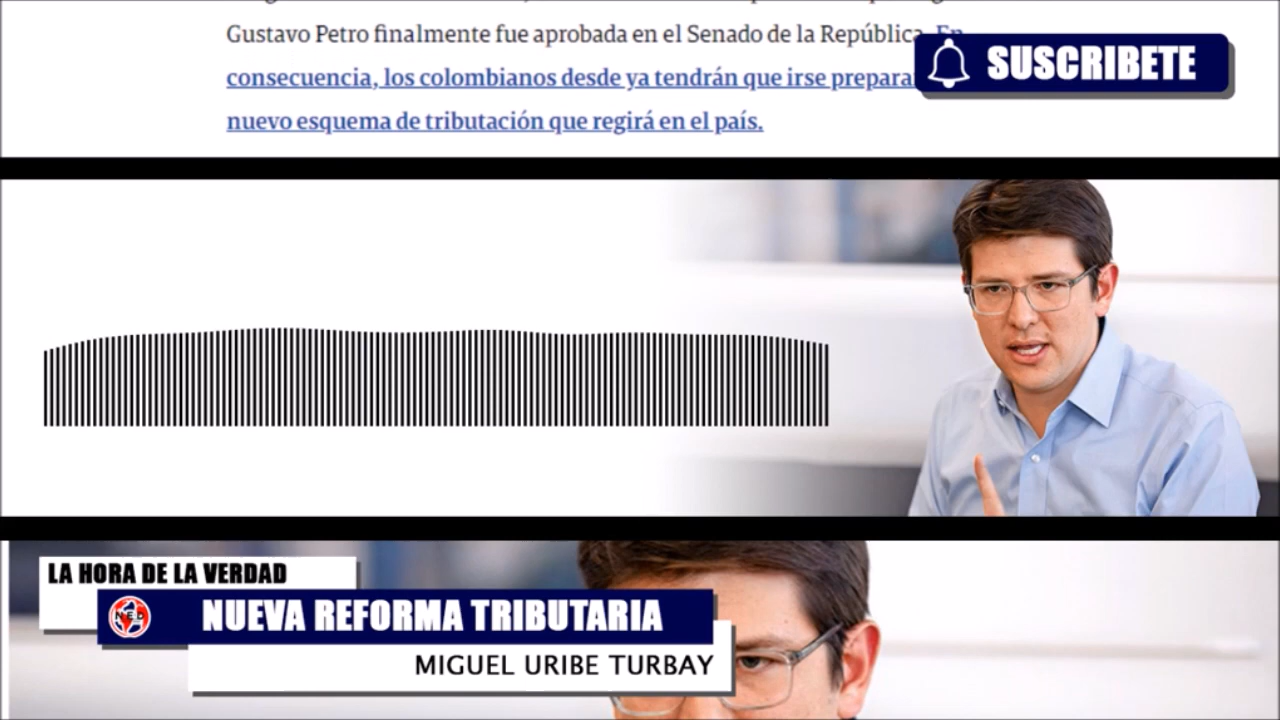 Gustavo Petro finalmente fue aprobada en el Senado de la República. En
consecuencia, los colombianos desde ya tendrán que irse prepara
nuevo esquema de tributación que regirá en el país.
SUSCRIBETE
LA HORA DE LA VERDAD
NUEVA REFORMA TRIBUTARIA
MIGUEL URIBE TURBAY